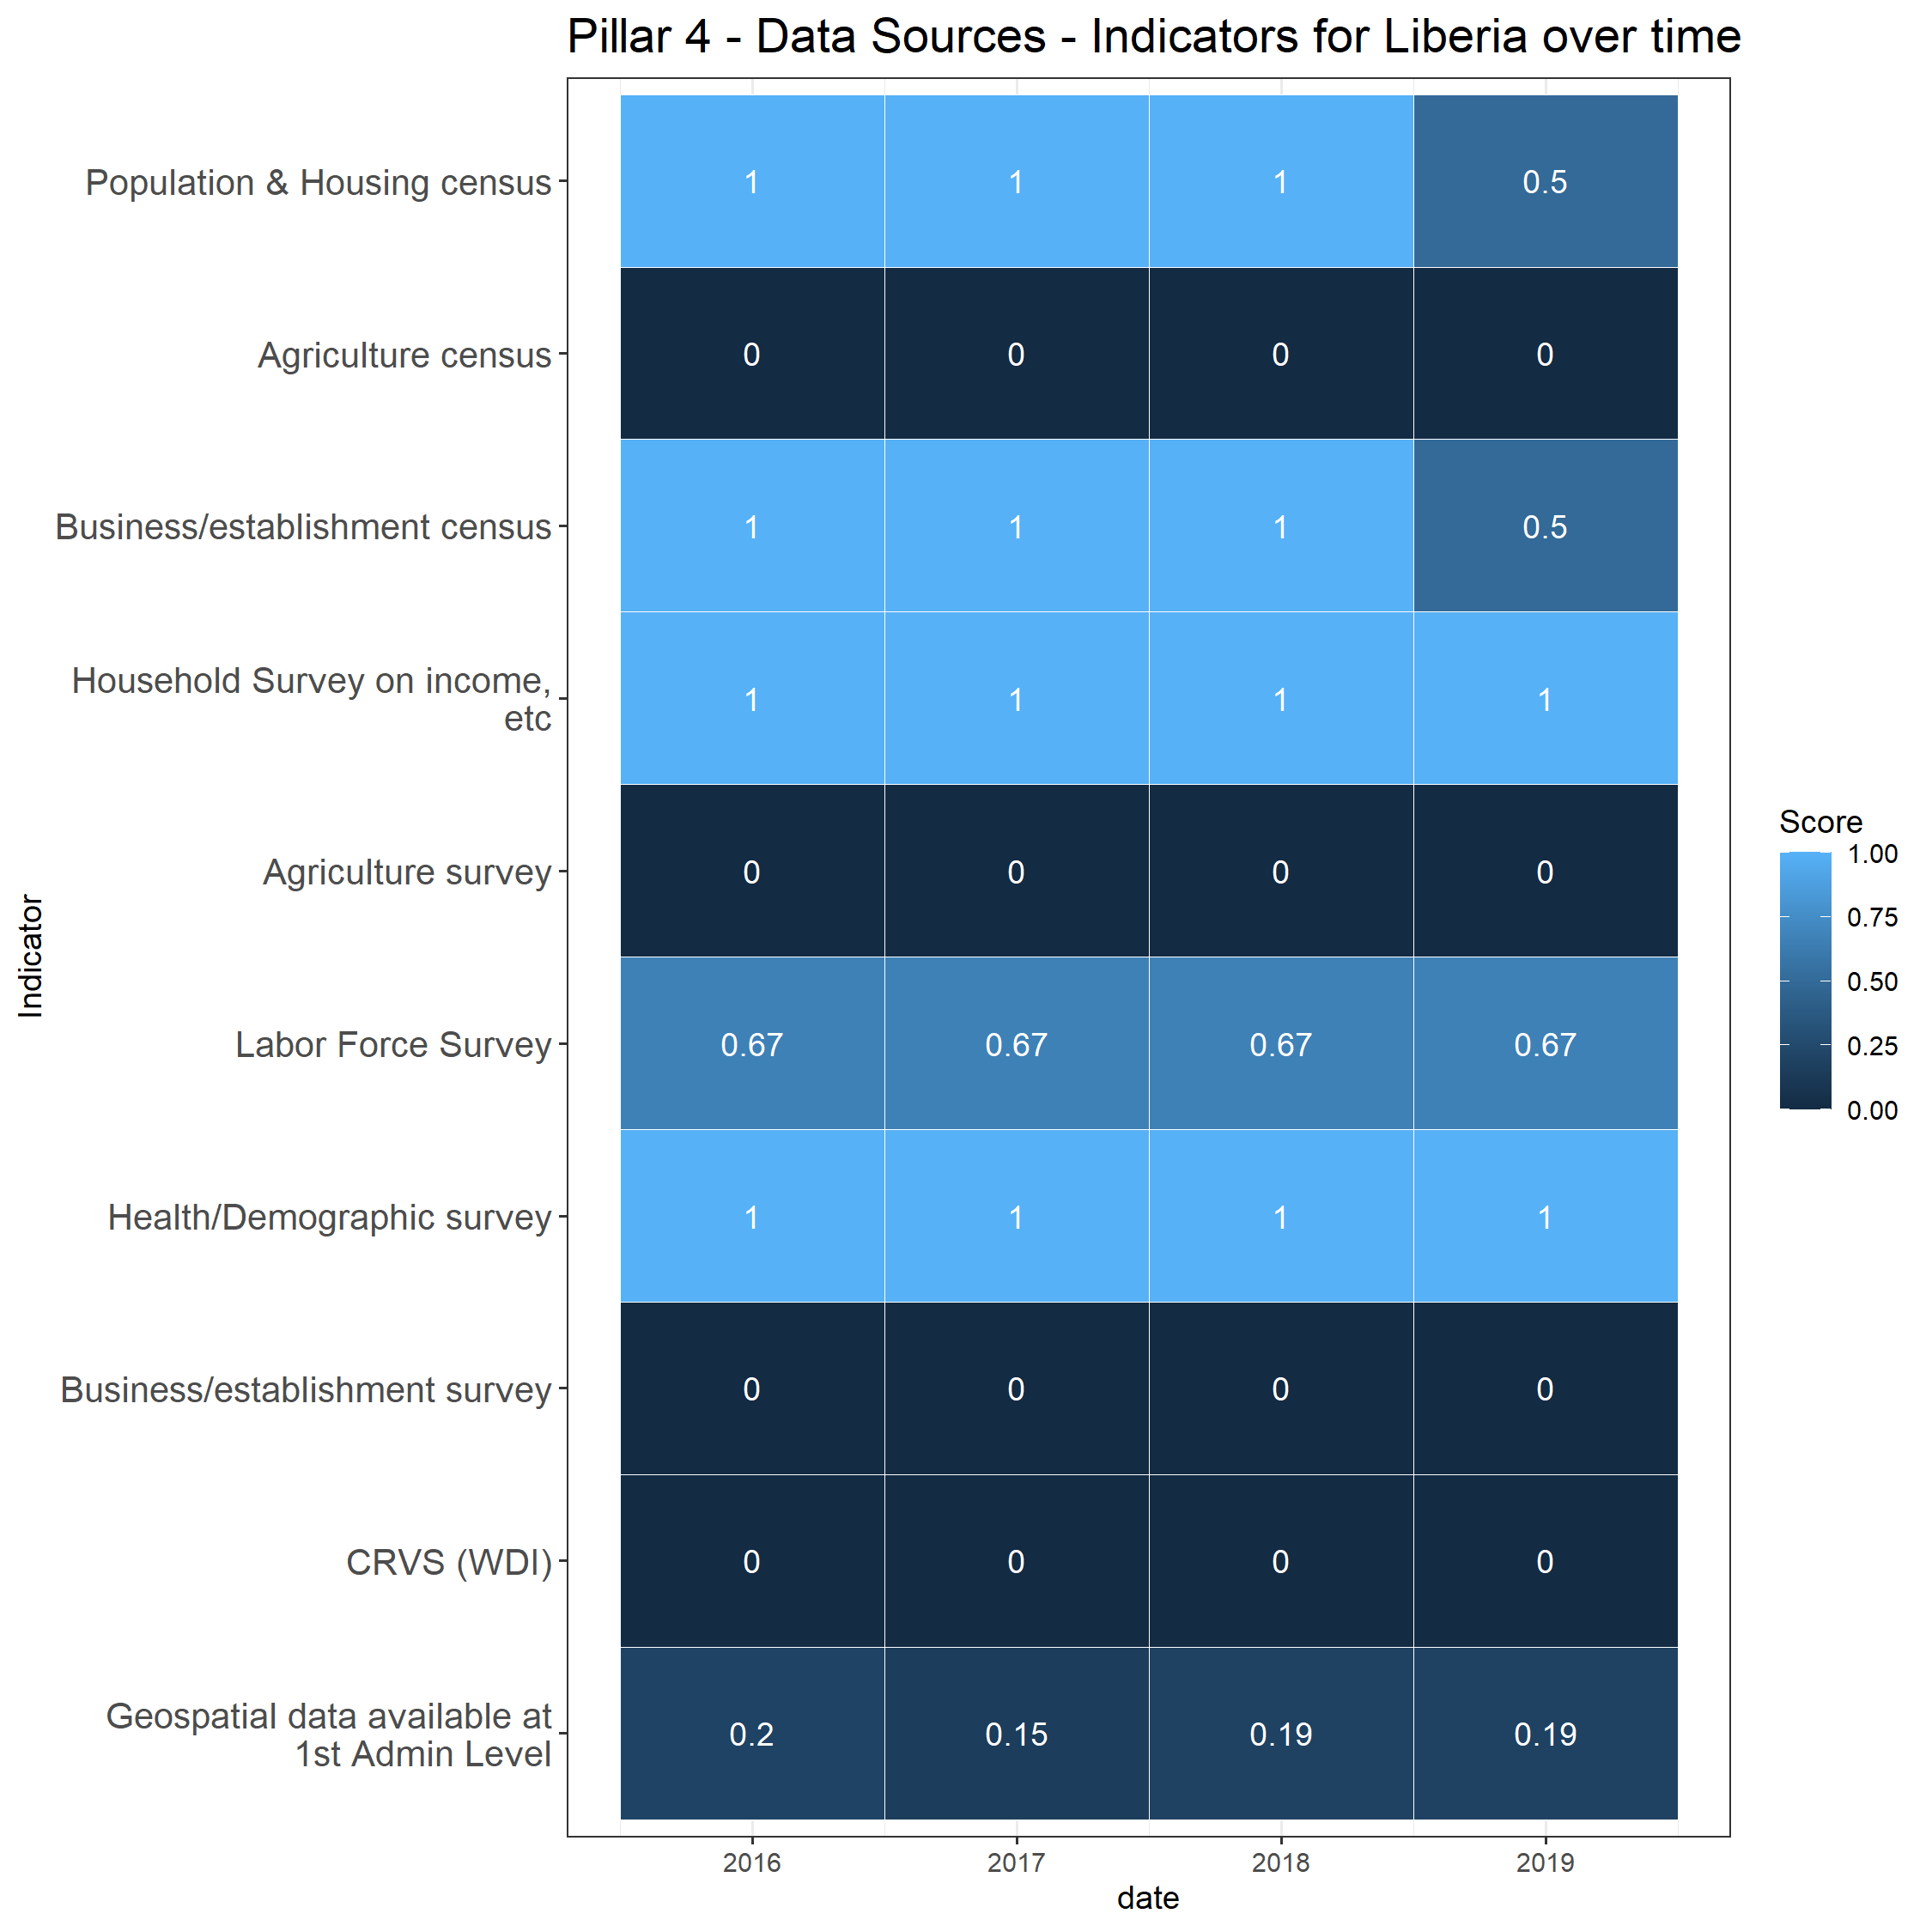 Pillar 4 - Data Sources - Indicators for Liberia over time
Population & Housing census
1 1 1 0.5
Agriculture census
0 0 0 0
Business/establishment census
1 1 1 0.5
Household Survey on income,
etc
1 1 1 1
Agriculture survey
0 0 0 0
Labor Force Survey
0.67 0.67 0.67 0.67
Health/Demographic survey
1 1 1 1
Business/establishment survey
0 0 0 0
CRVS (WDI)
0 0 0 0
Geospatial data available at
1st Admin Level
0.2 0.15 0.19 0.19
2016 2017 2018 2019
date
Indicator
Score
1.00
0.75
0.50
0.25
0.00